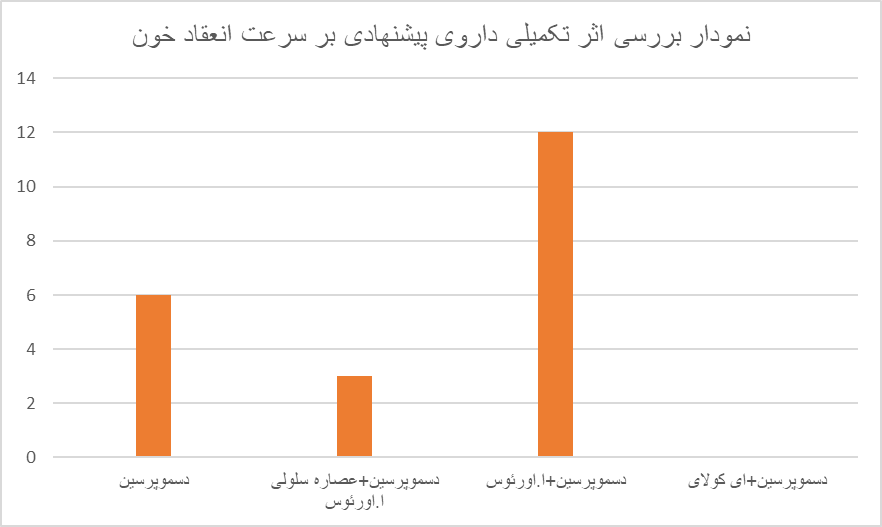 نمودار بررسی اثر تکمیلی داروی پیشنهادی بر سرعت انعقاد خون
14
12
10
8
6
4
2
0
دسموپرسین
دسموپرسین+عصاره سلولی
ا.اورئوس
دسموپرسین+ا.اورئوس
دسموپرسین+ای کولای